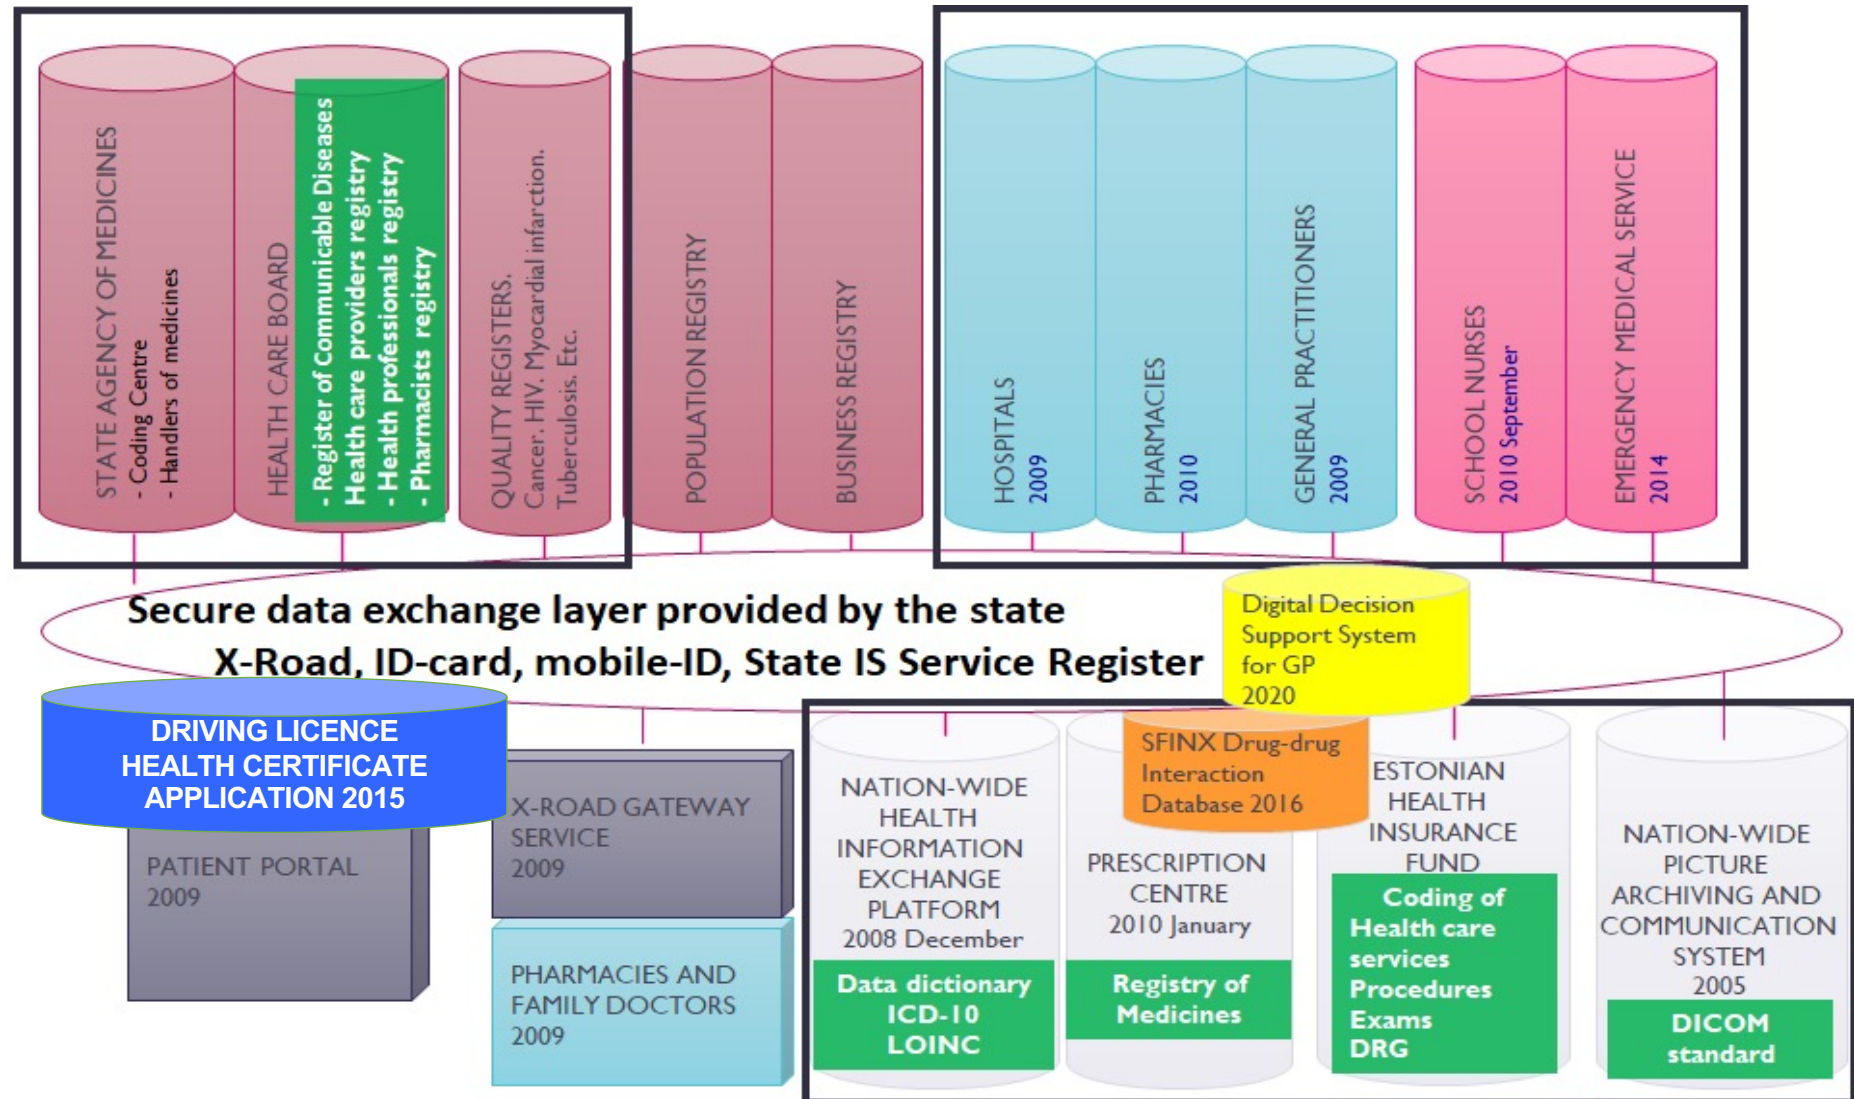 STATE AGENCY OF MEDICINES
- Coding Centre
- Handlers of medicines
HEALTH CARE BOARD
- Register of Communicable Diseases
Health care providers registry
- Health professionals registry
- Pharmacists registry
QUALITY REGISTERS.
Cancer. HIV. Myocardial infarction.
Tuberculosis. Etc.
POPULATION REGISTRY
BUSINESS REGISTRY
HOSPITALS
2009
PHARMACIES
2010
GENERAL PRACTITIONERS
2009
SCHOOL NURSES
2010 September
EMERGENCY MEDICAL SERVICE
2014
Secure data exchange layer provided by the state
X-Road, ID-card, mobile-ID, State IS Service Register
Digital Decision
Support System
for GP
2020
DRIVING LICENCE
HEALTH CERTIFICATE
APPLICATION 2015
PATIENT PORTAL
2009
X-ROAD GATEWAY
SERVICE
2009
PHARMACIES AND
FAMILY DOCTORS
2009
NATION-WIDE
HEALTH
INFORMATION
EXCHANGE
PLATFORM
2008 December
Data dictionary
ICD-10
LOINC
SFINX Drug-drug
Interaction
Database 2016
PRESCRIPTION
CENTRE
2010 January
Registry of
Medicines
ESTONIAN
HEALTH
INSURANCE
FUND
Coding of
Health care
services
Procedures
Exams
DRG
NATION-WIDE
PICTURE
ARCHIVING AND
COMMUNICATION
SYSTEM
2005
DICOM
standard